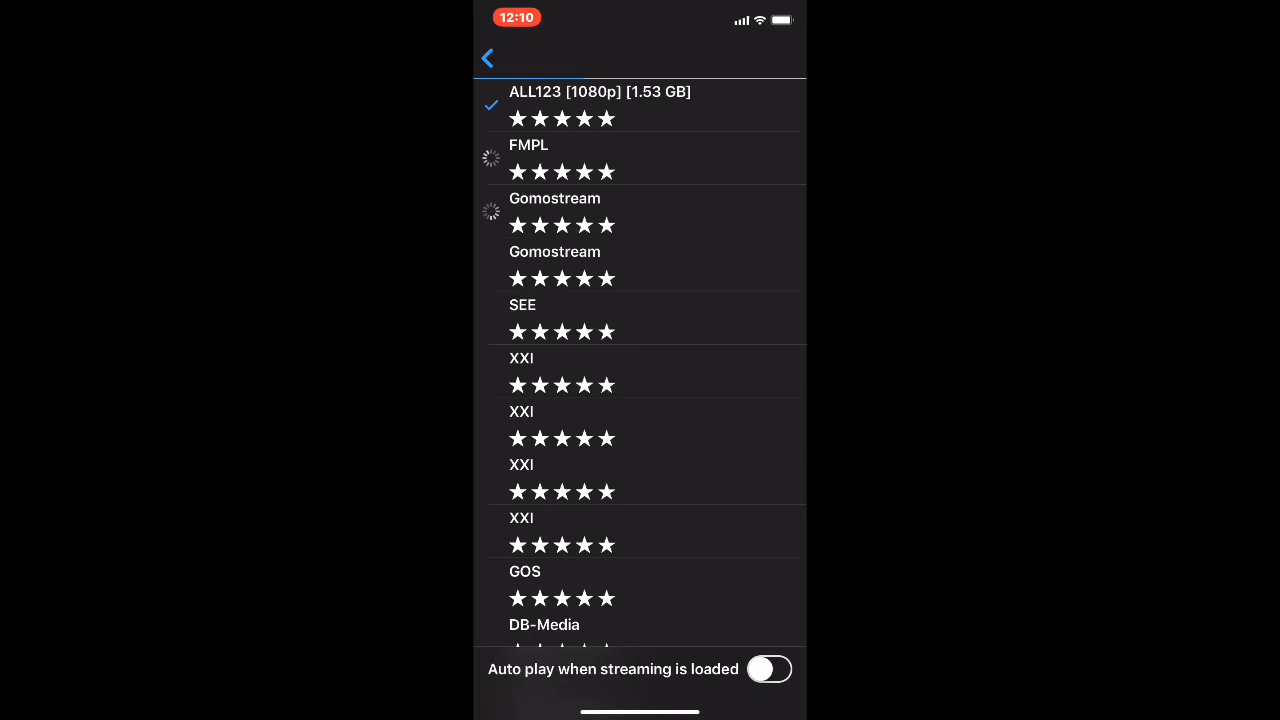 12:10
ALL123 [1080p] [1.53 GB]
FMPL
Gomostream
Gomostream
SEE
XXI
XXI
XXI
XXI
GOS
DB-Media
Auto play when streaming is loaded